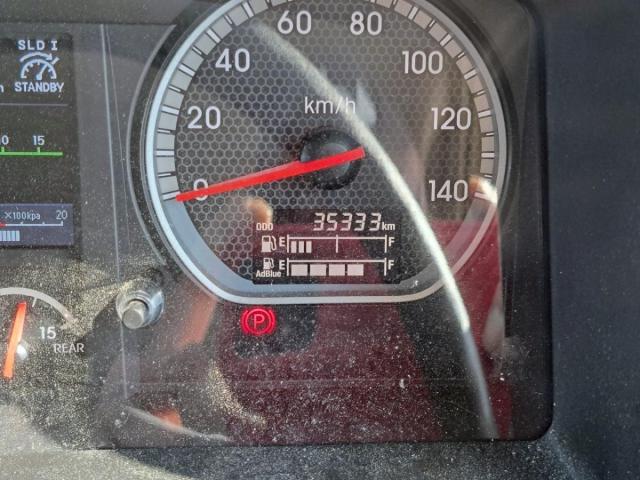 SLD I
STANDBY
0 20 40 60 80 100 120 140
km/h
15
×100kpa 20
ODO 35333 km
E F
E F
AdBlue
P
15
REAR